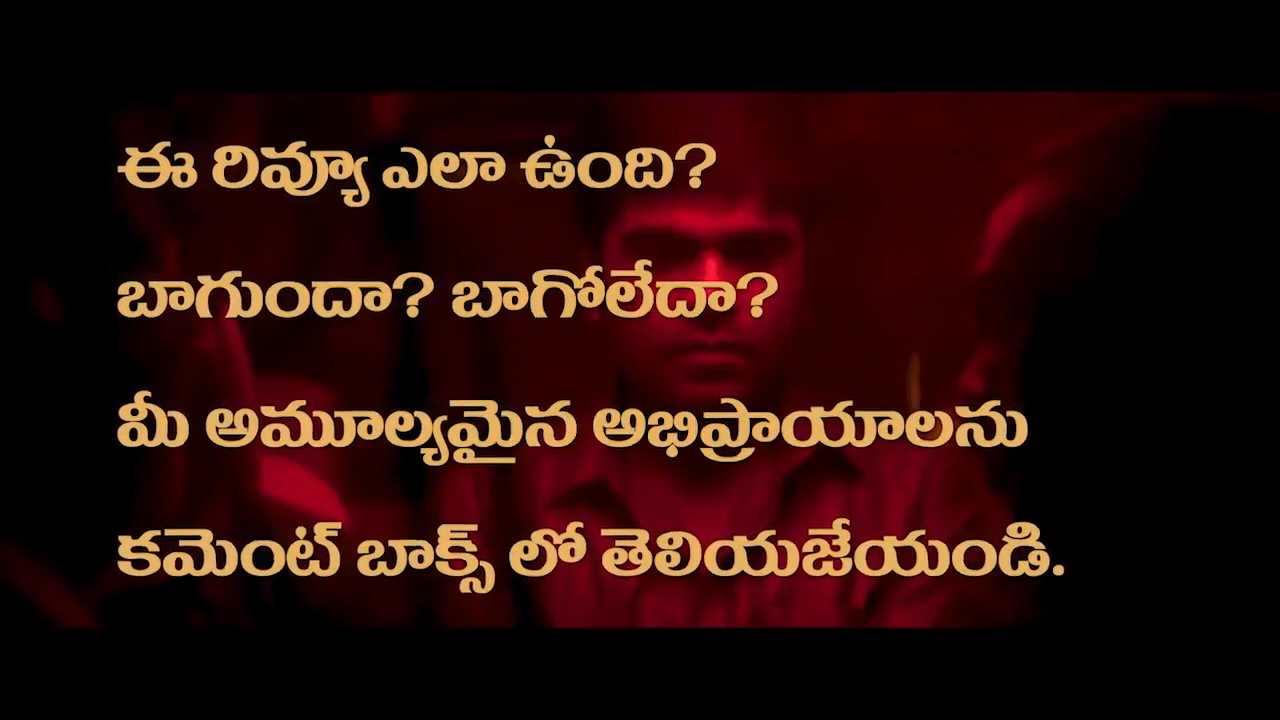 ఈ రివ్యూ ఎలా ఉంది?
బాగుందా? బాగోలేదా?
మీ అమూల్యమైన అభిప్రాయాలను
కమెంట్ బాక్స్ లో తెలియజేయండి.